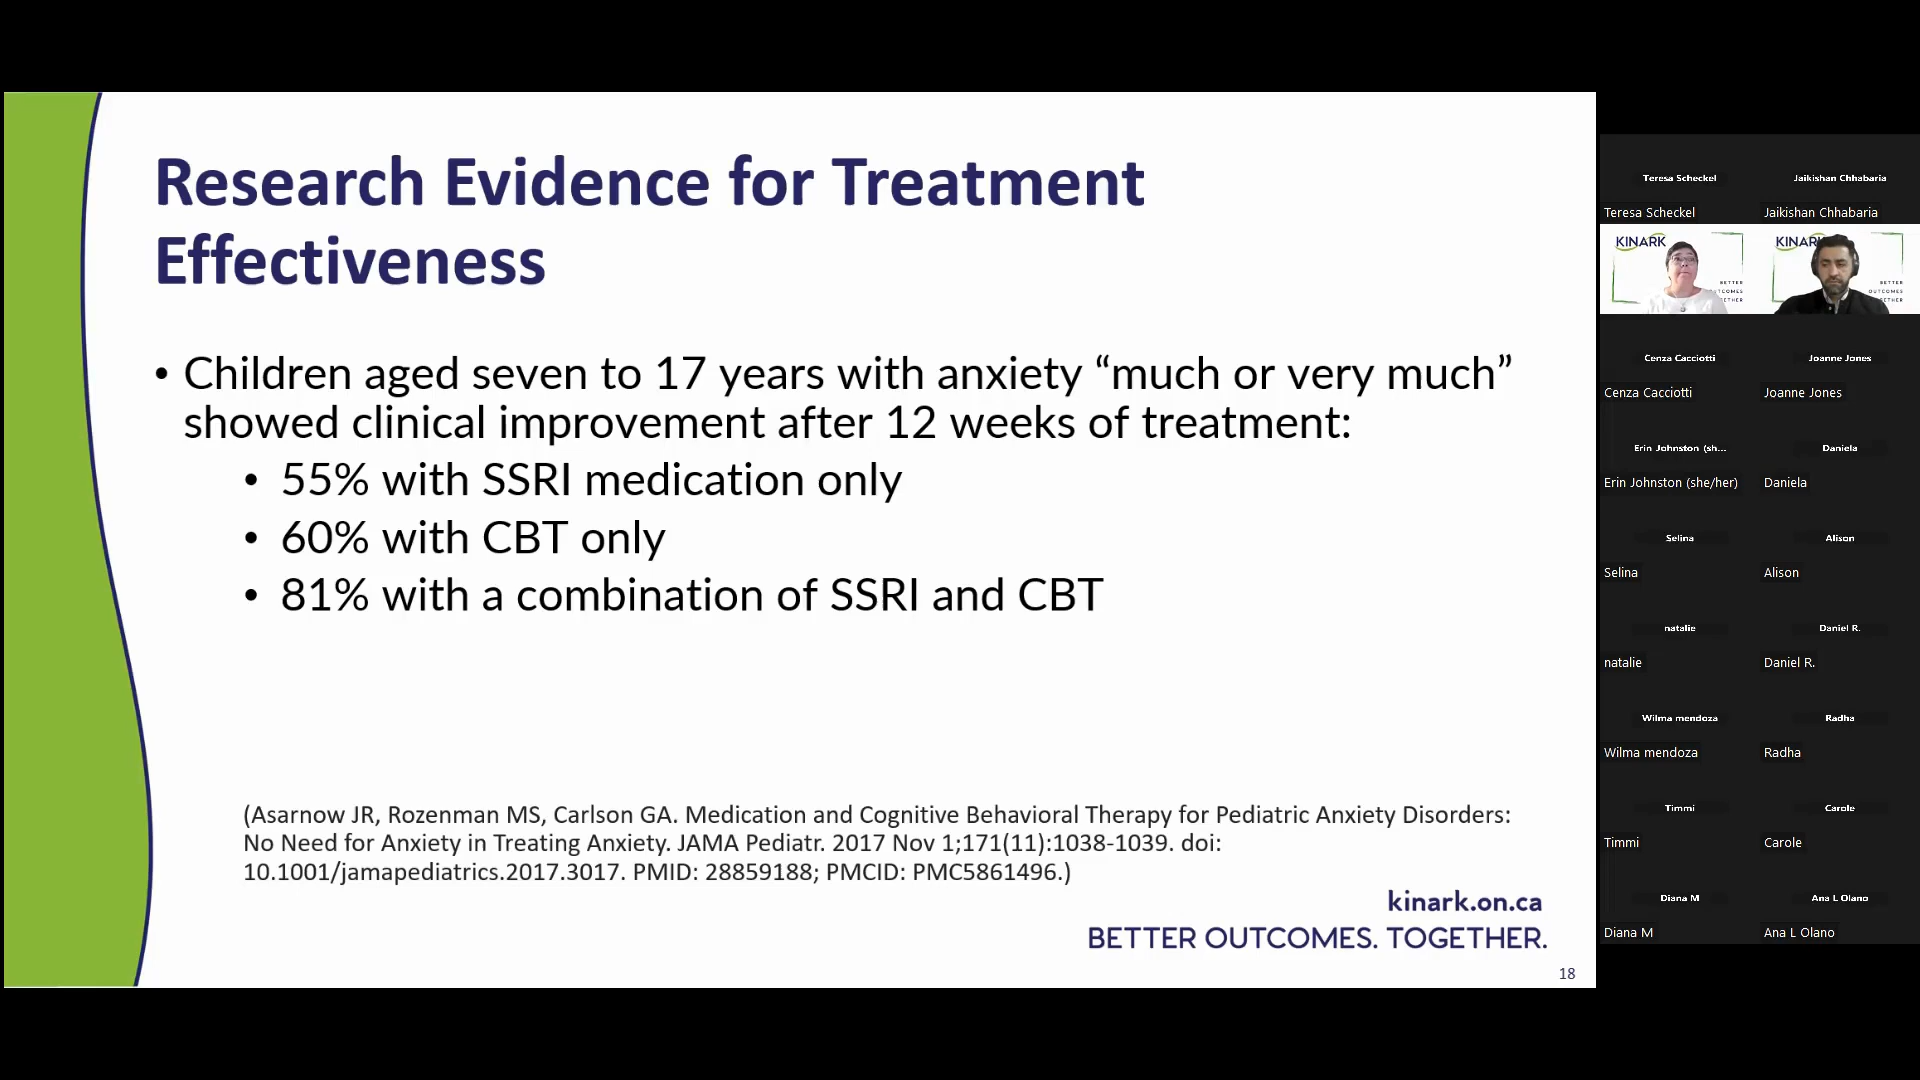 Research Evidence for Treatment
Effectiveness
• Children aged seven to 17 years with anxiety “much or very much”
showed clinical improvement after 12 weeks of treatment:
• 55% with SSRI medication only
• 60% with CBT only
• 81% with a combination of SSRI and CBT
(Asarnow JR, Rozenman MS, Carlson GA. Medication and Cognitive Behavioral Therapy for Pediatric Anxiety Disorders:
No Need for Anxiety in Treating Anxiety. JAMA Pediatr. 2017 Nov 1;171(11):1038-1039. doi:
10.1001/jamapediatrics.2017.3017. PMID: 28859188; PMCID: PMC5861496.)
kinark.on.ca
BETTER OUTCOMES. TOGETHER.
18
Teresa Scheckel
Jaikishan Chhabaria
Teresa Scheckel
Jaikishan Chhabaria
KINARK
BETTER
KINARK
BETTER
OUTCOMES
Cenza Cacciotti
Joanne Jones
Cenza Cacciotti
Joanne Jones
Erin Johnston (sh...
Daniela
Erin Johnston (she/her)
Daniela
Selina
Alison
Selina
Alison
natalie
Daniel R.
natalie
Daniel R.
Wilma mendoza
Radha
Wilma mendoza
Radha
Timmi
Carole
Timmi
Carole
Diana M
Ana L Olano
Diana M
Ana L Olano